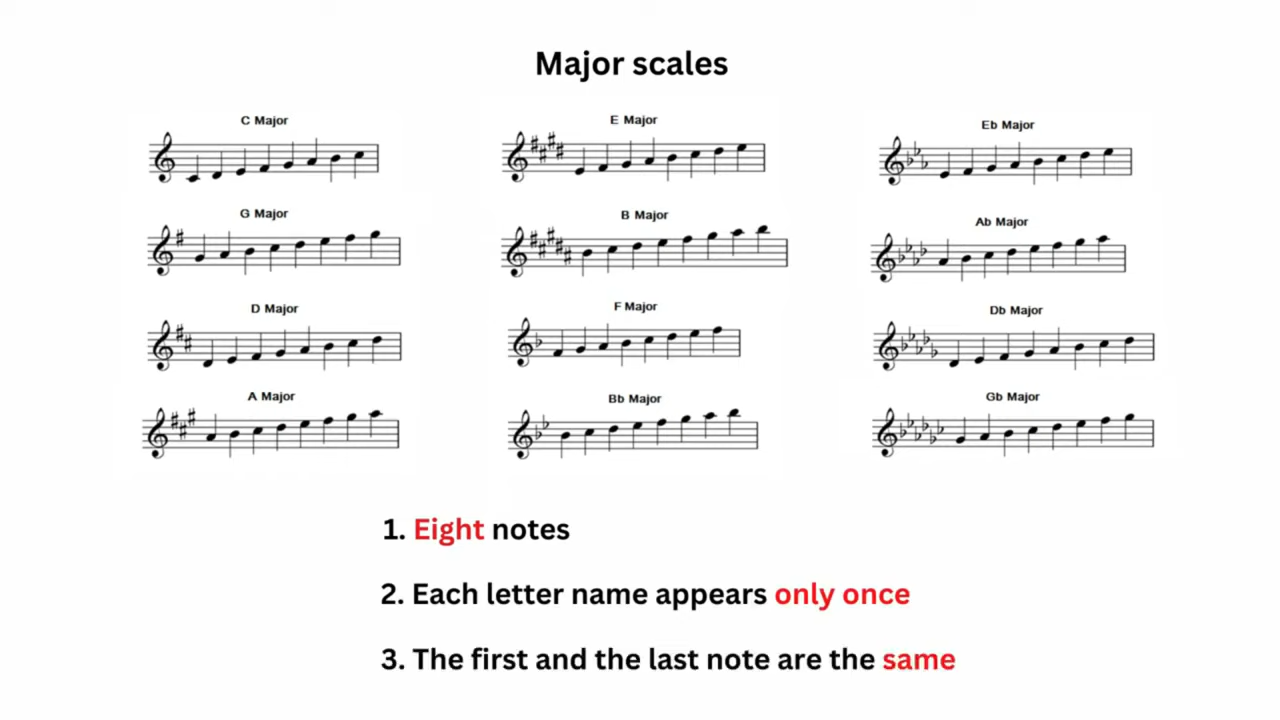 Major scales
C Major
E Major
Eb Major
G Major
B Major
Ab Major
D Major
F Major
Db Major
A Major
Bb Major
Gb Major
1. Eight notes
2. Each letter name appears only once
3. The first and the last note are the same